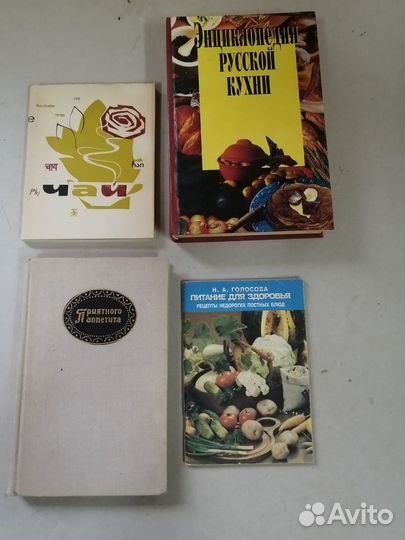 Энциклопедия
РУССКОЙ
КУХНИ
चाय
чай
Приятного
аппетита
Н. А. ГОЛОСОВА
ПИТАНИЕ ДЛЯ ЗДОРОВЬЯ
РЕЦЕПТЫ НЕДОРОГИХ ПОСТНЫХ БЛЮД
Avito